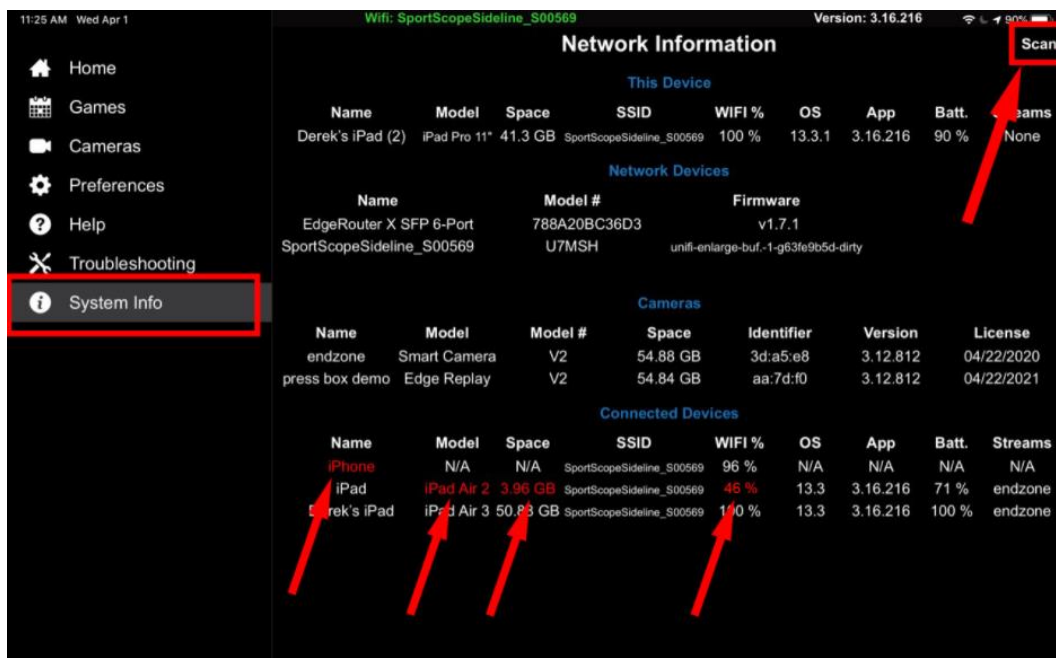 11:25 AM Wed Apr 1 Wifi: SportScopeSideline_S00569 Version: 3.16.216 90%
Network Information
Scan
Home
Games
Cameras
Preferences
Help
Troubleshooting
System Info
This Device
Name Model Space SSID WIFI % OS App Batt. Streams
Derek's iPad (2) iPad Pro 11" 41.3 GB SportScopeSideline_S00569 100 % 13.3.1 3.16.216 90 % None
Network Devices
Name Model # Firmware
EdgeRouter X SFP 6-Port 788A20BC36D3 v1.7.1
SportScopeSideline_S00569 U7MSH unifi-enlarge-buf.-1-g63fe9b5d-dirty
Cameras
Name Model Model # Space Identifier Version License
endzone Smart Camera V2 54.88 GB 3d:a5:e8 3.12.812 04/22/2020
press box demo Edge Replay V2 54.84 GB aa:7d:f0 3.12.812 04/22/2021
Connected Devices
Name Model Space SSID WIFI % OS App Batt. Streams
iPhone N/A N/A SportScopeSideline_S00569 96 % N/A N/A N/A N/A
iPad iPad Air 2 3.96 GB SportScopeSideline_S00569 46 % 13.3 3.16.216 71 % endzone
Derek's iPad iPad Air 3 50.83 GB SportScopeSideline_S00569 100 % 13.3 3.16.216 100 % endzone